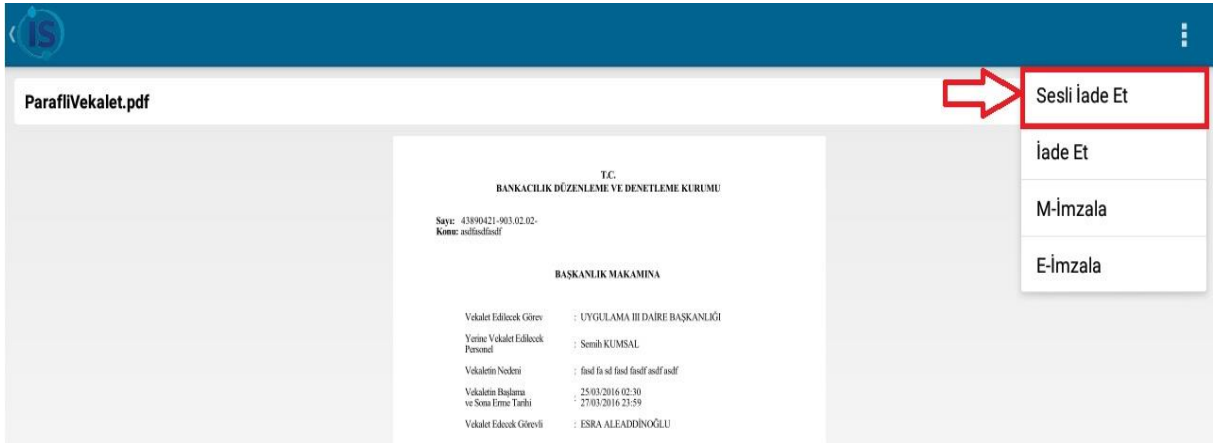 İS
ParafliVekalet.pdf
Sesli İade Et
İade Et
M-İmzala
E-İmzala
T.C.
BANKACILIK DÜZENLEME VE DENETLEME KURUMU
Sayı: 43890421-903.02.02-
Konu: asdfasdfasdf
BAŞKANLIK MAKAMINA
Vekalet Edilecek Görev : UYGULAMA III DAİRE BAŞKANLIĞI
Yerine Vekalet Edilecek
Personel : Semih KUMSAL
Vekaletin Nedeni : fasd fa sd fasd fasdf asdf asdf
Vekaletin Başlama : 25/03/2016 02:30
ve Sona Erme Tarihi 27/03/2016 23:59
Vekalet Edecek Görevli : ESRA ALEADDİNOĞLU